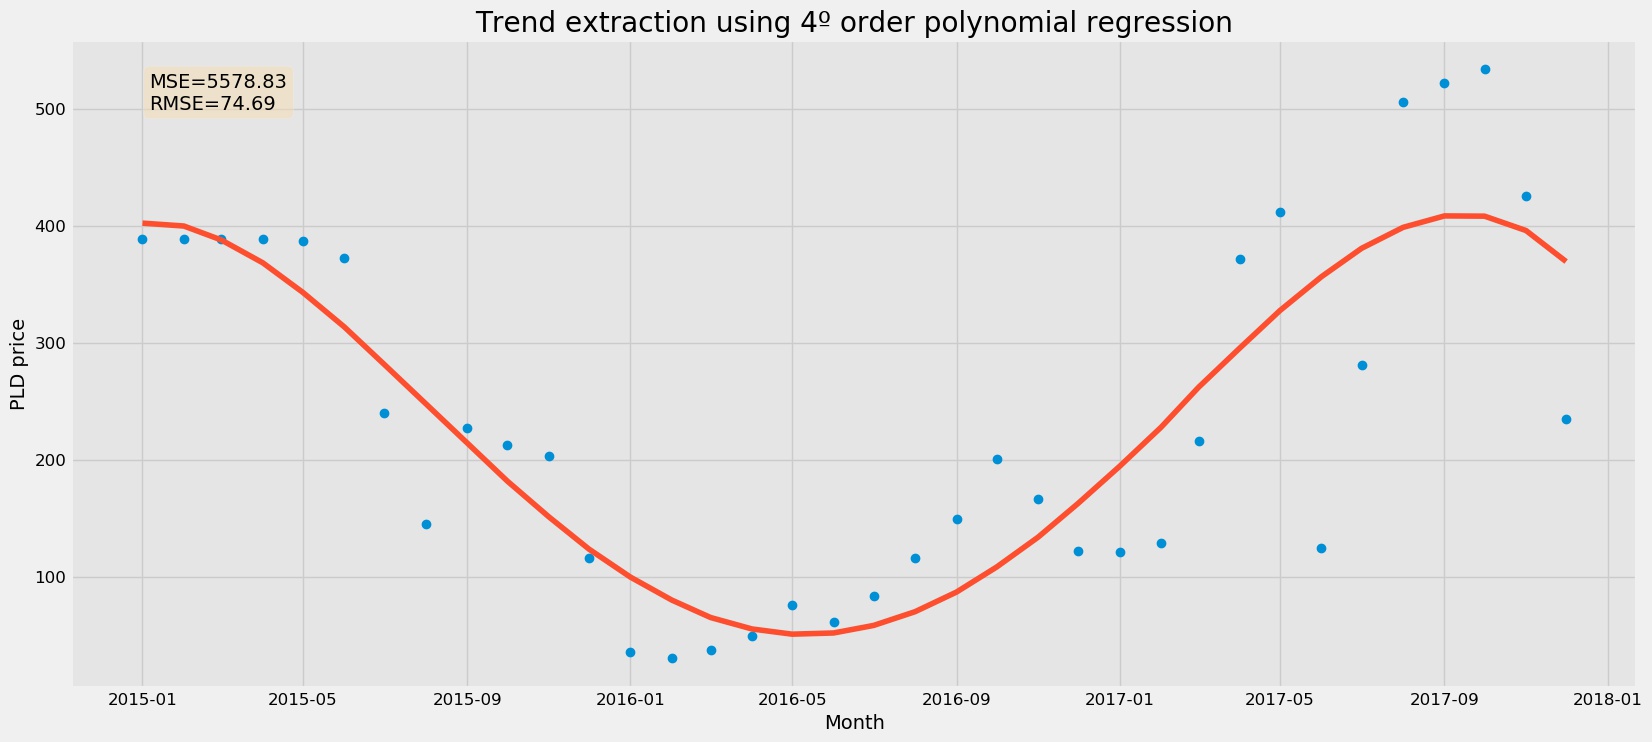 Trend extraction using 4º order polynomial regression
MSE=5578.83
RMSE=74.69
500
400
300
200
100
PLD price
2015-01 2015-05 2015-09 2016-01 2016-05 2016-09 2017-01 2017-05 2017-09 2018-01
Month